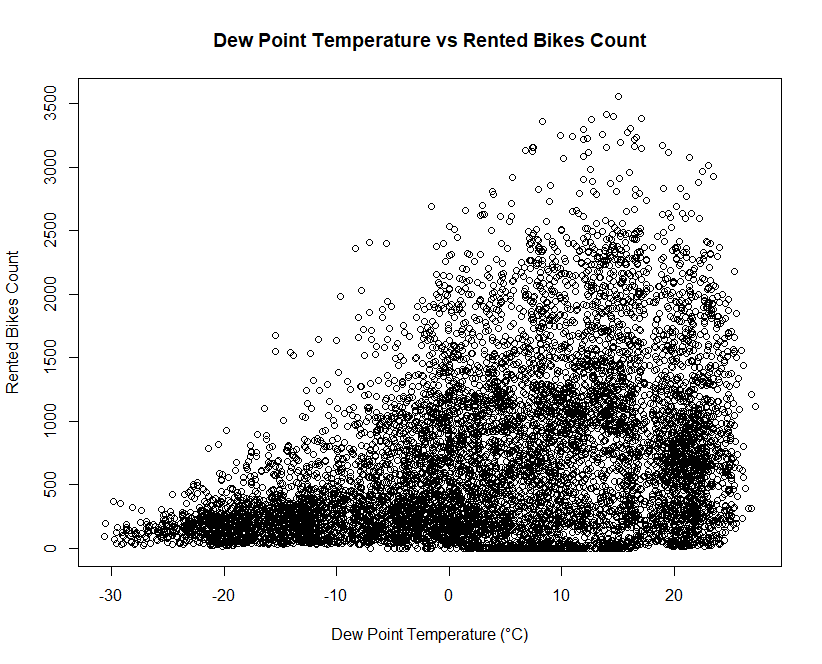 Dew Point Temperature vs Rented Bikes Count
Rented Bikes Count
3500
3000
2500
2000
1500
1000
500
0
-30 -20 -10 0 10 20
Dew Point Temperature (°C)